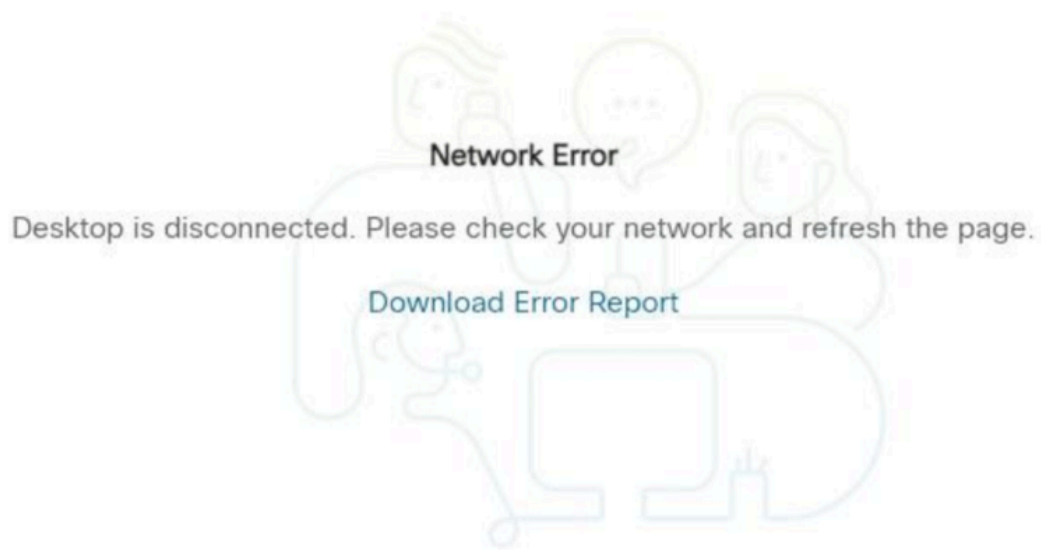 Network Error
Desktop is disconnected. Please check your network and refresh the page.
Download Error Report